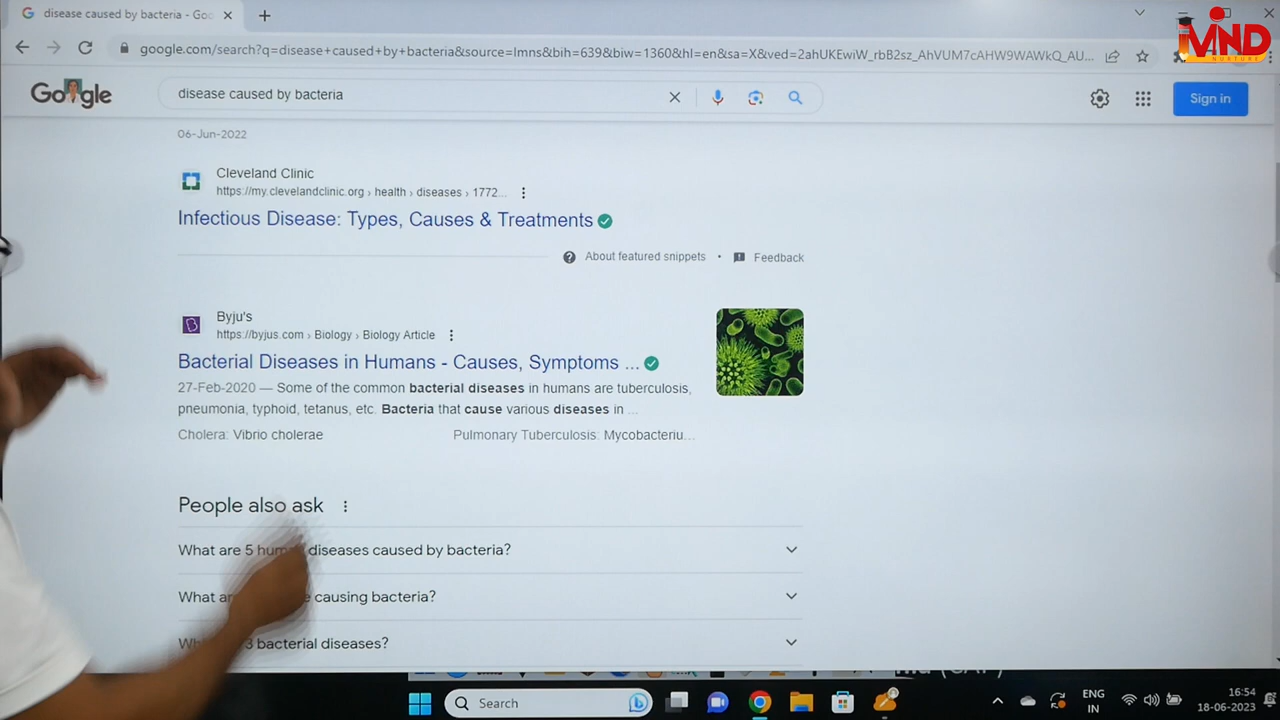 disease caused by bacteria - Goo
google.com/search?q=disease+caused+by+bacteria&source=lmns&bih=639&biw=1360&hl=en&sa=X&ved=2ahUKEwiW_rbB2sz_AhVUM7cAHW9WAWkQ_AU...
MIND
NURTURE
Google
disease caused by bacteria
Sign in
06-Jun-2022
Cleveland Clinic
https://my.clevelandclinic.org › health › diseases › 1772...
Infectious Disease: Types, Causes & Treatments
About featured snippets • Feedback
Byju's
https://byjus.com › Biology › Biology Article
Bacterial Diseases in Humans - Causes, Symptoms ...
27-Feb-2020 — Some of the common bacterial diseases in humans are tuberculosis,
pneumonia, typhoid, tetanus, etc. Bacteria that cause various diseases in ...
Cholera: Vibrio cholerae
Pulmonary Tuberculosis: Mycobacteriu...
People also ask
What are 5 human diseases caused by bacteria?
What causing bacteria?
3 bacterial diseases?
Search
ENG
IN
16:54
18-06-2023